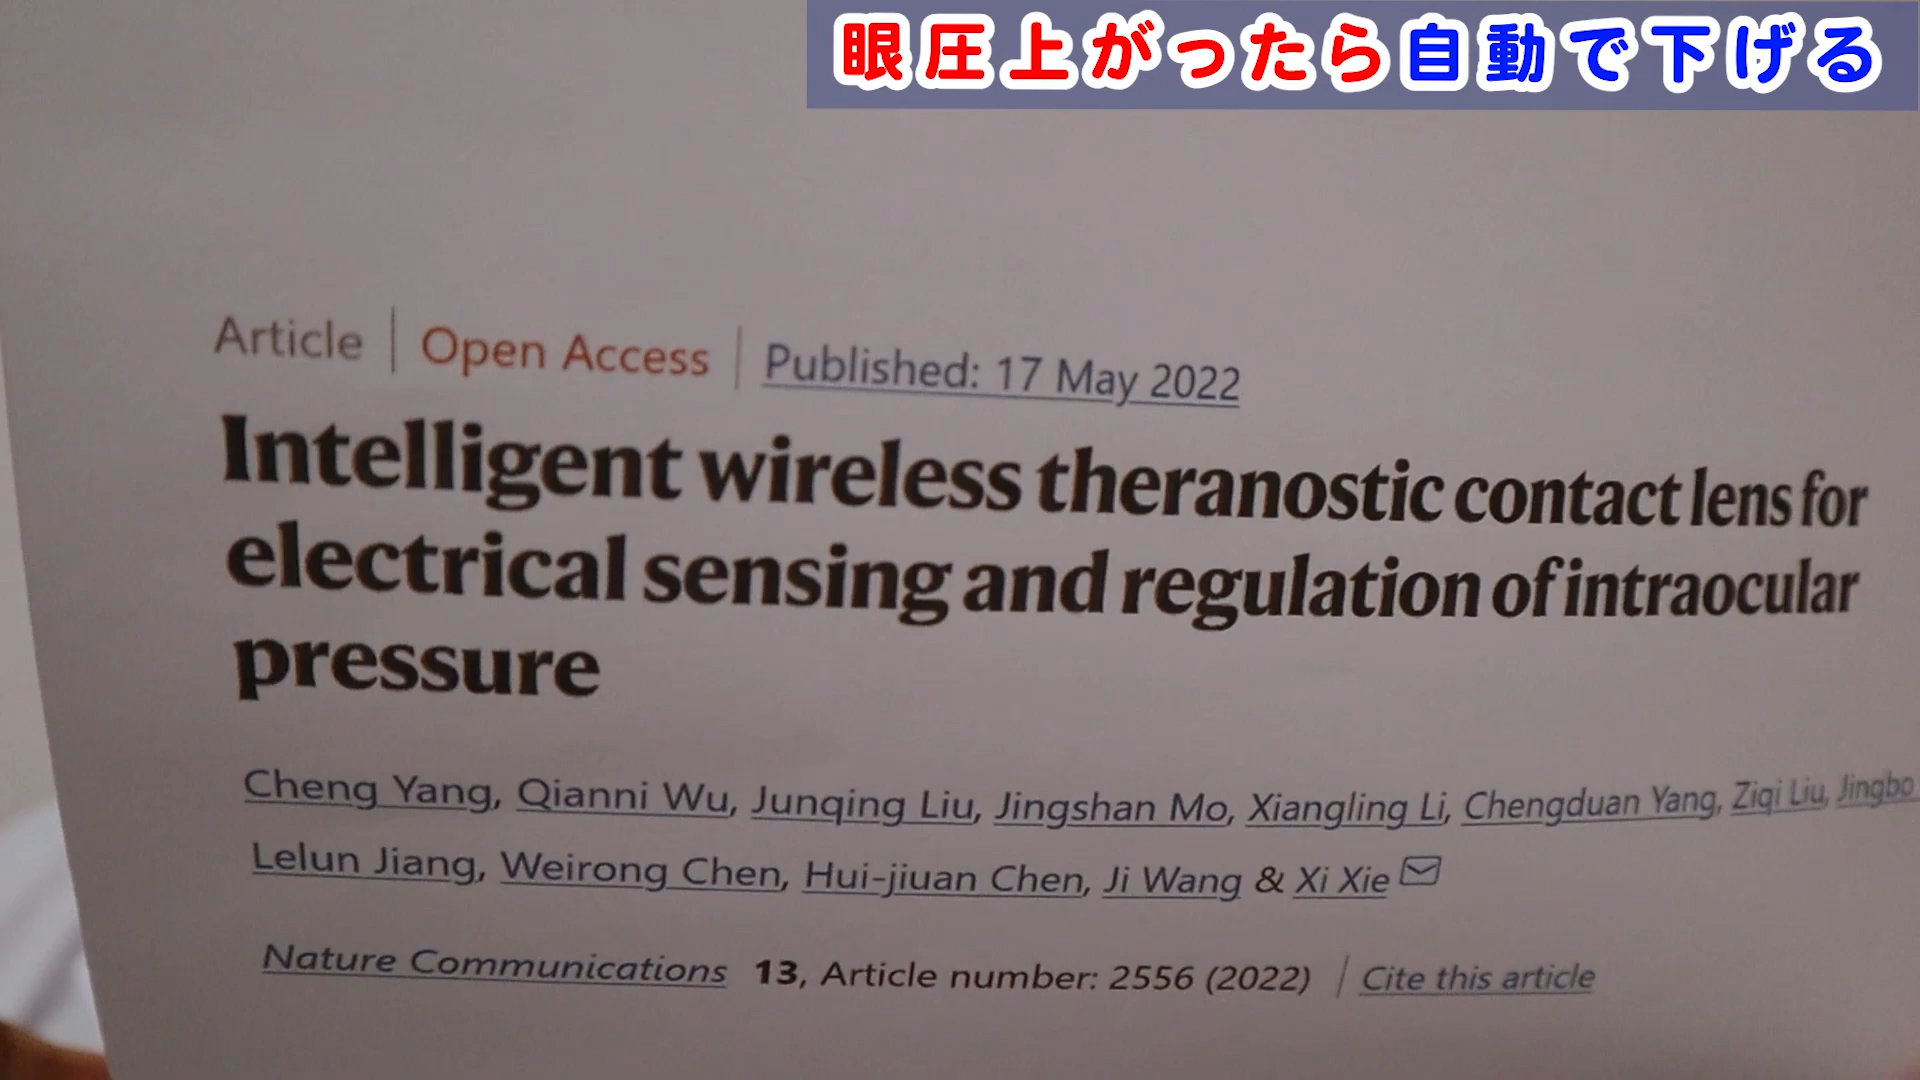 眼圧上がったら自動で下げる
Article | Open Access | Published: 17 May 2022
Intelligent wireless theranostic contact lens for
electrical sensing and regulation of intraocular
pressure
Cheng Yang, Qianni Wu, Junqing Liu, Jingshan Mo, Xiangling Li, Chengduan Yang, Ziqi Liu, Jingbo
Lelun Jiang, Weirong Chen, Hui-jiuan Chen, Ji Wang & Xi Xie
Nature Communications 13, Article number: 2556 (2022) | Cite this article